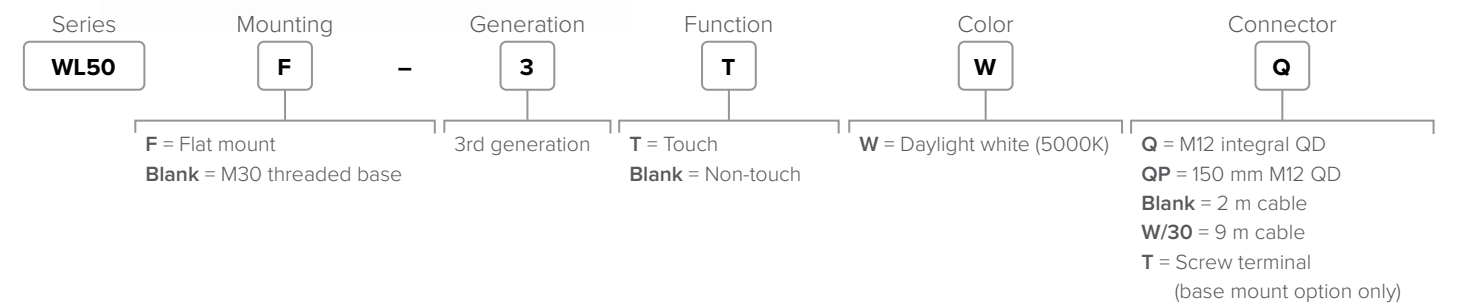 Series Mounting Generation Function Color Connector
WL50 F – 3 T W Q
F = Flat mount
Blank = M30 threaded base
3rd generation
T = Touch
Blank = Non-touch
W = Daylight white (5000K)
Q = M12 integral QD
QP = 150 mm M12 QD
Blank = 2 m cable
W/30 = 9 m cable
T = Screw terminal
(base mount option only)